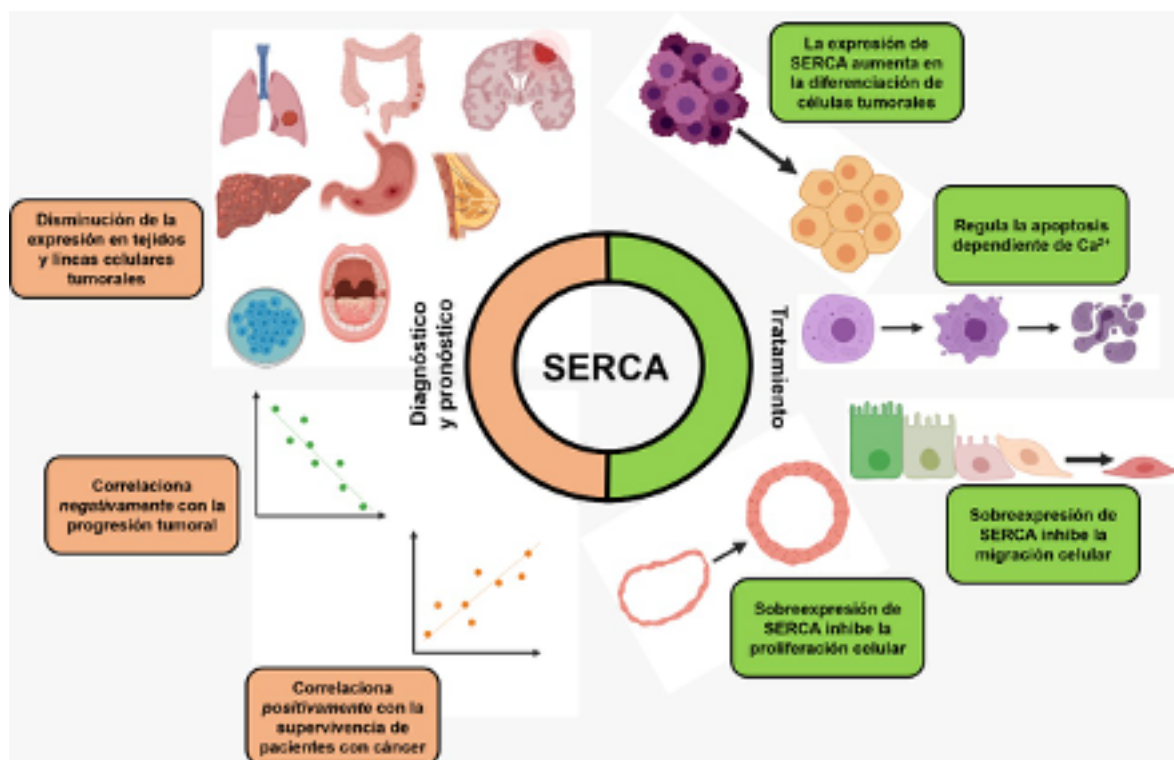 La expresión de
SERCA aumenta en
la diferenciación de
células tumorales
Disminución de la
expresión en tejidos
y líneas celulares
tumorales
Regula la apoptosis
dependiente de Ca²⁺
Diagnóstico
y pronóstico
SERCA
Tratamiento
Correlaciona
negativamente con la
progresión tumoral
Sobreexpresión de
SERCA inhibe la
migración celular
Sobreexpresión de
SERCA inhibe la
proliferación celular
Correlaciona
positivamente con la
supervivencia de
pacientes con cáncer